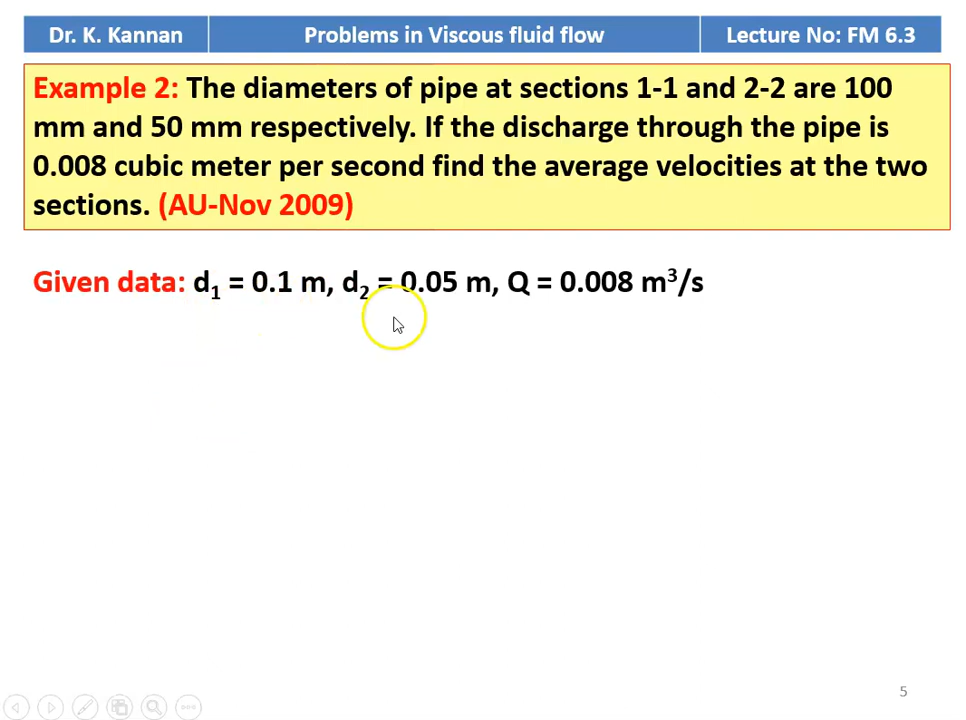 Dr. K. Kannan
Problems in Viscous fluid flow
Lecture No: FM 6.3
Example 2: The diameters of pipe at sections 1-1 and 2-2 are 100
mm and 50 mm respectively. If the discharge through the pipe is
0.008 cubic meter per second find the average velocities at the two
sections. (AU-Nov 2009)
Given data: d₁ = 0.1 m, d₂ = 0.05 m, Q = 0.008 m³/s
5